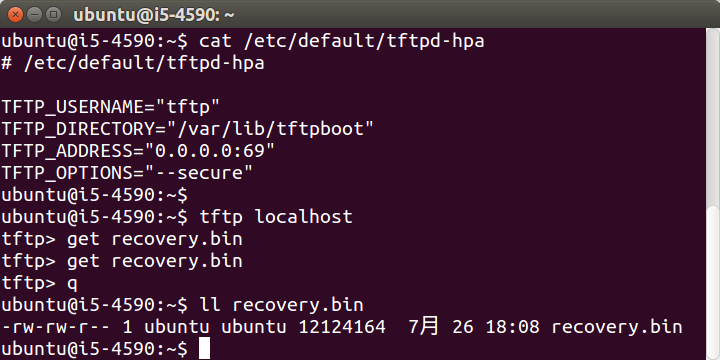 ubuntu@i5-4590: ~
ubuntu@i5-4590:~$ cat /etc/default/tftpd-hpa
# /etc/default/tftpd-hpa
TFTP_USERNAME="tftp"
TFTP_DIRECTORY="/var/lib/tftpboot"
TFTP_ADDRESS="0.0.0.0:69"
TFTP_OPTIONS="--secure"
ubuntu@i5-4590:~$
ubuntu@i5-4590:~$ tftp localhost
tftp> get recovery.bin
tftp> get recovery.bin
tftp> q
ubuntu@i5-4590:~$ ll recovery.bin
-rw-rw-r-- 1 ubuntu ubuntu 12124164  7月 26 18:08 recovery.bin
ubuntu@i5-4590:~$